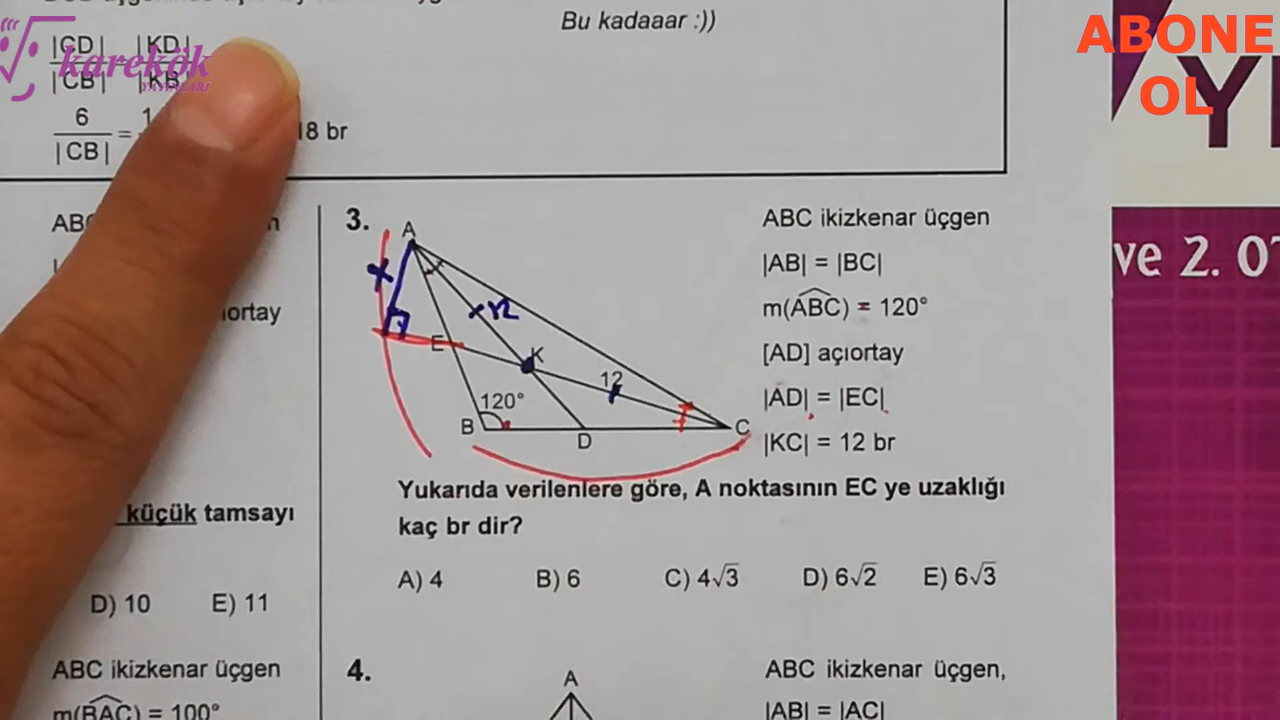 Bu kadaaar :))
ABONE
OL
|CD| |KD|
|CB| |KB
karekök
YAYINLARI
6
|CB|
=
18 br
3.
A
x
12
E
K
12
120°
B
D
C
ABC ikizkenar üçgen
|AB| = |BC|
m(ABC) = 120°
[AD] açıortay
|AD| = |EC|
|KC| = 12 br
Yukarıda verilenlere göre, A noktasının EC ye uzaklığı
kaç br dir?
A) 4 B) 6 C) 4√3 D) 6√2 E) 6√3
küçük tamsayı
D) 10 E) 11
ABC ikizkenar üçgen
m(BAC) = 100°
4.
A
ABC ikizkenar üçgen,
|AB| = |AC|
ve 2.